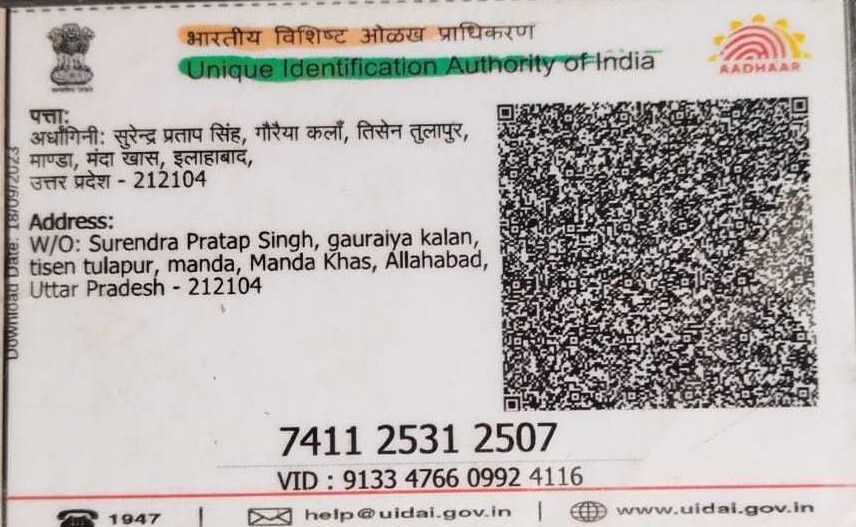 भारतीय विशिष्ट ओळख प्राधिकरण
Unique Identification Authority of India
AADHAAR
पत्ता:
अर्धांगिनी: सुरेन्द्र प्रताप सिंह, गौरैया कलाँ, तिसेन तुलापुर,
माण्डा, मंदा खास, इलाहाबाद,
उत्तर प्रदेश - 212104
Address:
W/O: Surendra Pratap Singh, gauraiya kalan,
tisen tulapur, manda, Manda Khas, Allahabad,
Uttar Pradesh - 212104
Download Date: 18/09/2023
7411 2531 2507
VID : 9133 4766 0992 4116
1947 | help@uidai.gov.in | www.uidai.gov.in